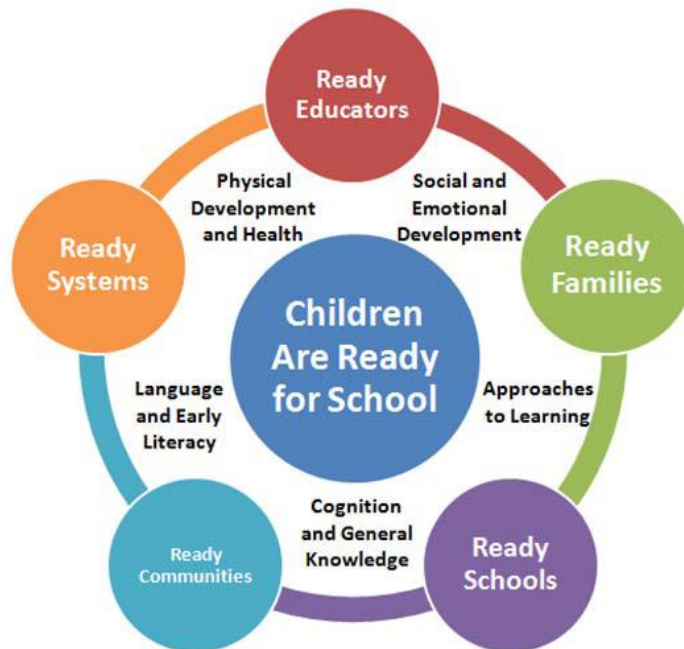 Ready
Educators
Physical
Development
and Health
Social and
Emotional
Development
Ready
Systems
Ready
Families
Children
Are Ready
for School
Language
and Early
Literacy
Approaches
to Learning
Cognition
and General
Knowledge
Ready
Communities
Ready
Schools